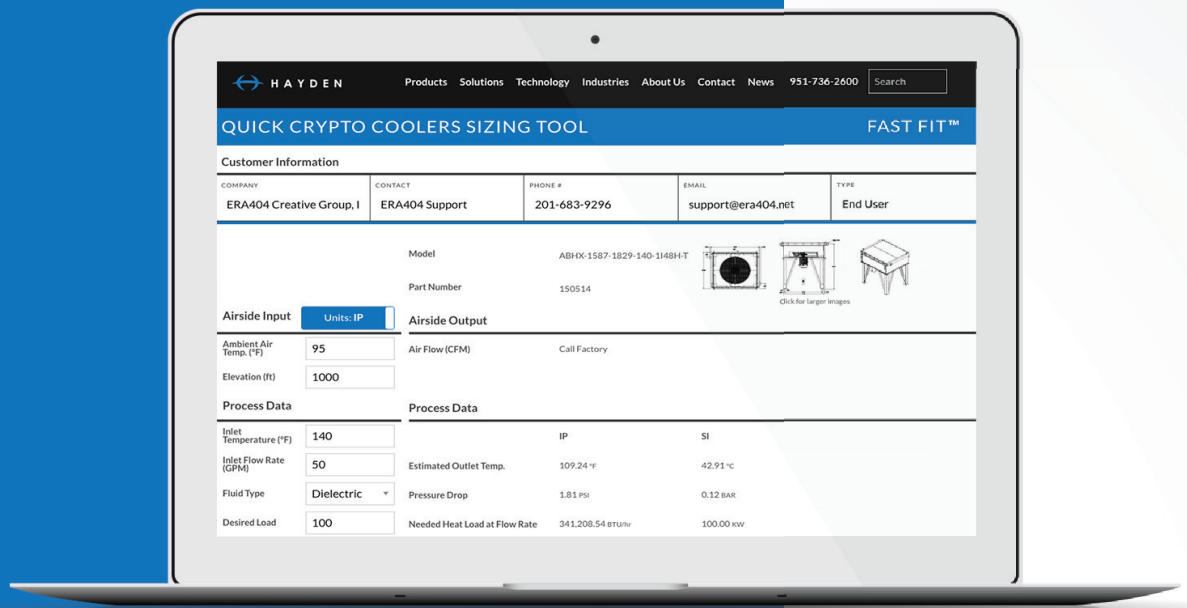 HAYDEN
Products Solutions Technology Industries About Us Contact News 951-736-2600 Search
QUICK CRYPTO COOLERS SIZING TOOL FAST FIT™
Customer Information
COMPANY CONTACT PHONE # EMAIL TYPE
ERA404 Creative Group, I ERA404 Support 201-683-9296 support@era404.net End User
Model ABHX-1587-1829-140-1I48H-T
Part Number 150514
Click for larger images
Airside Input Units: IP Airside Output
Ambient Air
Temp. (°F) 95 Air Flow (CFM) Call Factory
Elevation (ft) 1000
Process Data Process Data
Inlet
Temperature (°F) 140 IP SI
Inlet Flow Rate
(GPM) 50 Estimated Outlet Temp. 109.24 °F 42.91 °C
Fluid Type Dielectric Pressure Drop 1.81 PSI 0.12 BAR
Desired Load 100 Needed Heat Load at Flow Rate 341,208.54 BTU/hr 100.00 KW